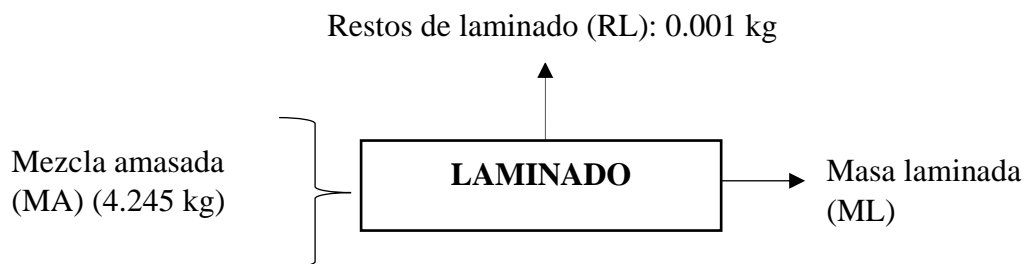 Restos de laminado (RL): 0.001 kg
Mezcla amasada
(MA) (4.245 kg)
LAMINADO
Masa laminada
(ML)